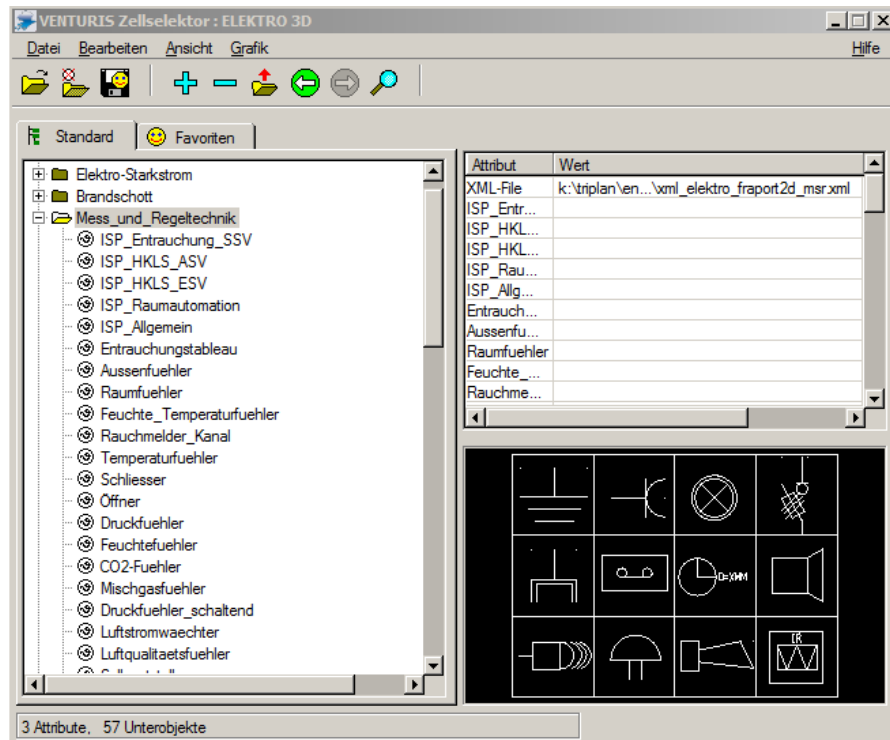 VENTURIS Zellselektor : ELEKTRO 3D
Datei Bearbeiten Ansicht Grafik Hilfe
Standard Favoriten
Elektro-Starkstrom
Brandschott
Mess_und_Regeltechnik
ISP_Entrauchung_SSV
ISP_HKLS_ASV
ISP_HKLS_ESV
ISP_Raumautomation
ISP_Allgemein
Entrauchungstableau
Aussenfuehler
Raumfuehler
Feuchte_Temperaturfuehler
Rauchmelder_Kanal
Temperaturfuehler
Schliesser
Öffner
Druckfuehler
Feuchtefuehler
CO2-Fuehler
Mischgasfuehler
Druckfuehler_schaltend
Luftstromwaechter
Luftqualitaetsfuehler
Attribut Wert
XML-File k:\triplan\en...\xml_elektro_fraport2d_msr.xml
ISP_Entr...
ISP_HKL...
ISP_HKL...
ISP_Rau...
ISP_Allg...
Entrauch...
Aussenfu...
Raumfuehler
Feuchte_...
Rauchme...
IR
3 Attribute, 57 Unterobjekte